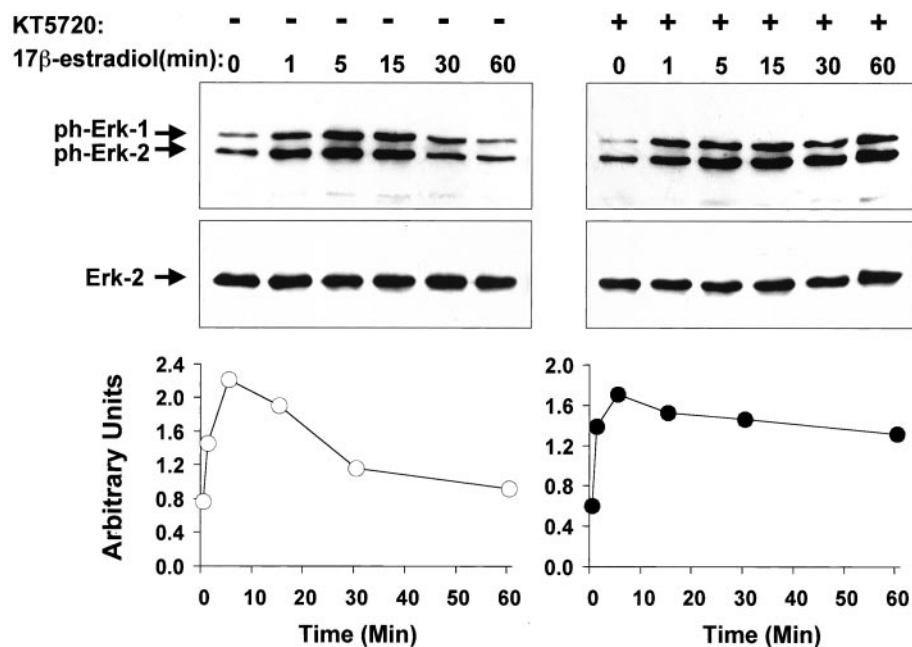 KT5720: - - - - - - + + + + + +
17β-estradiol(min): 0 1 5 15 30 60 0 1 5 15 30 60
ph-Erk-1
ph-Erk-2
Erk-2
Arbitrary Units
2.4
2.0
1.6
1.2
0.8
0.4
0.0
0 10 20 30 40 50 60
Time (Min)
2.0
1.6
1.2
0.8
0.4
0.0
0 10 20 30 40 50 60
Time (Min)